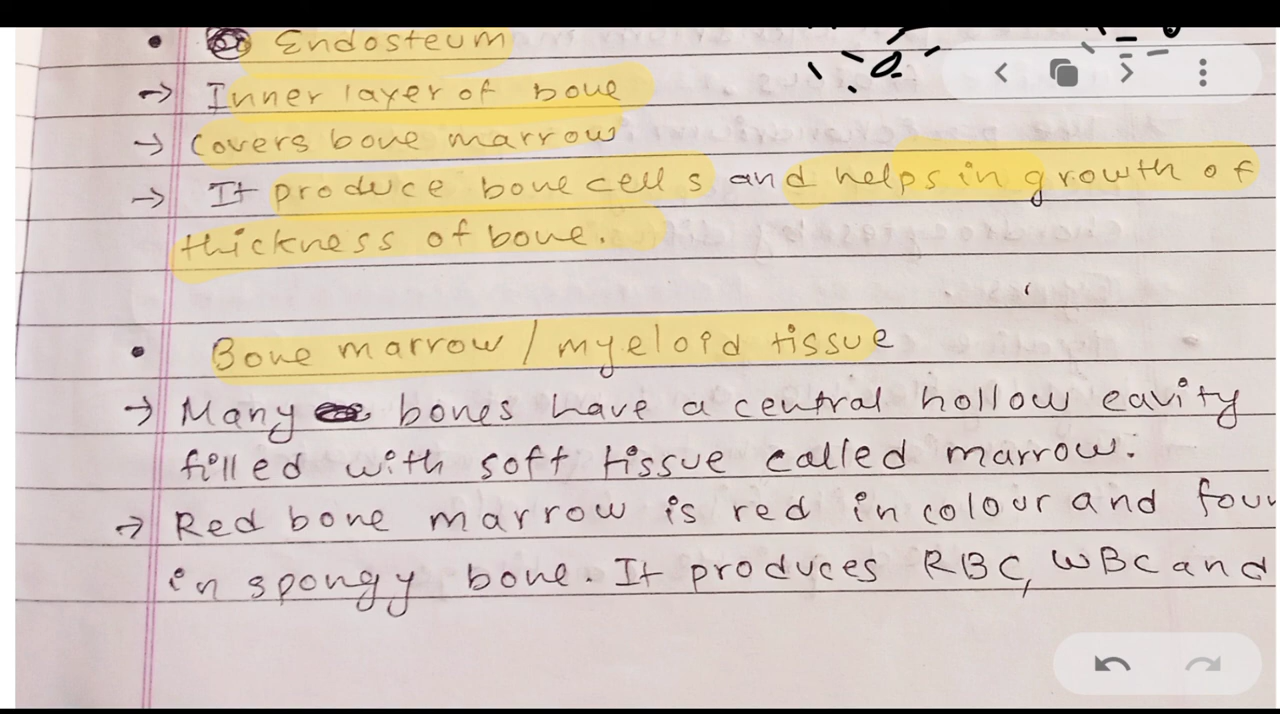 • Endosteum
→ Inner layer of bone
→ Covers bone marrow
→ It produce bone cells and helps in growth of
thickness of bone.
• Bone marrow / myeloid tissue
→ Many bones have a central hollow cavity
filled with soft tissue called marrow.
→ Red bone marrow is red in colour and foun
in spongy bone. It produces RBC, WBC and